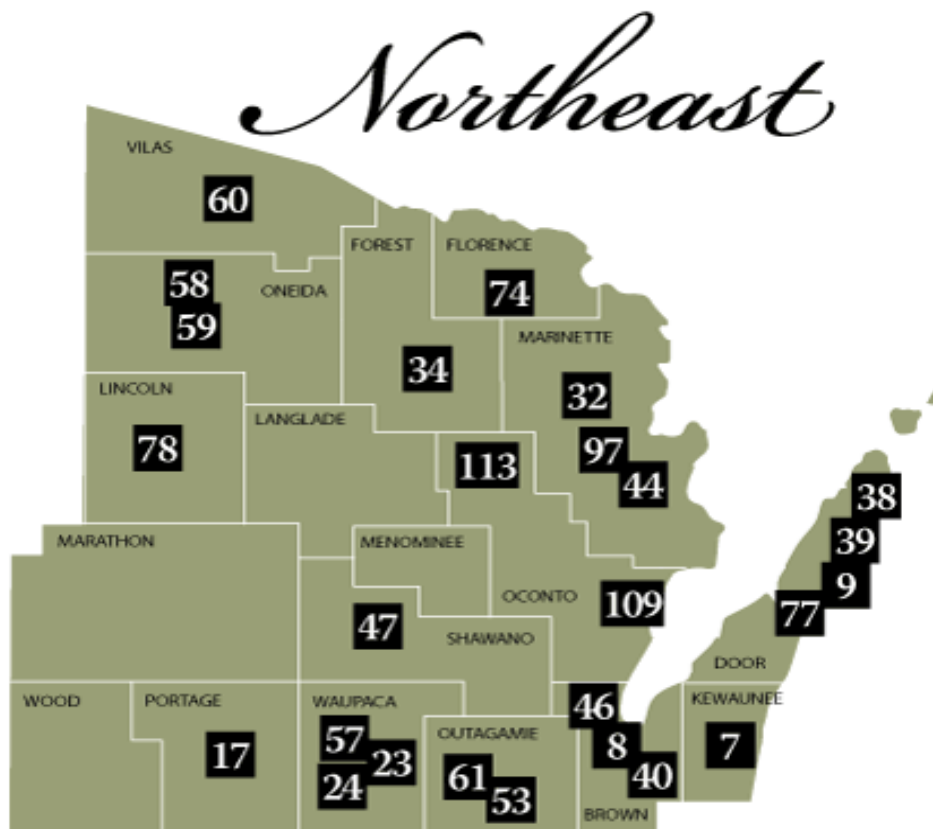 Northeast
VILAS
60
FOREST
FLORENCE
58
ONEIDA
74
59
MARINETTE
34
LINCOLN
32
LANGLADE
78
97
113
44
38
MARATHON
MENOMINEE
39
9
OCONTO
109
77
47
SHAWANO
DOOR
WOOD
PORTAGE
WAUPACA
46
KEWAUNEE
57
OUTAGAMIE
8
7
17
23
61
40
24
53
BROWN